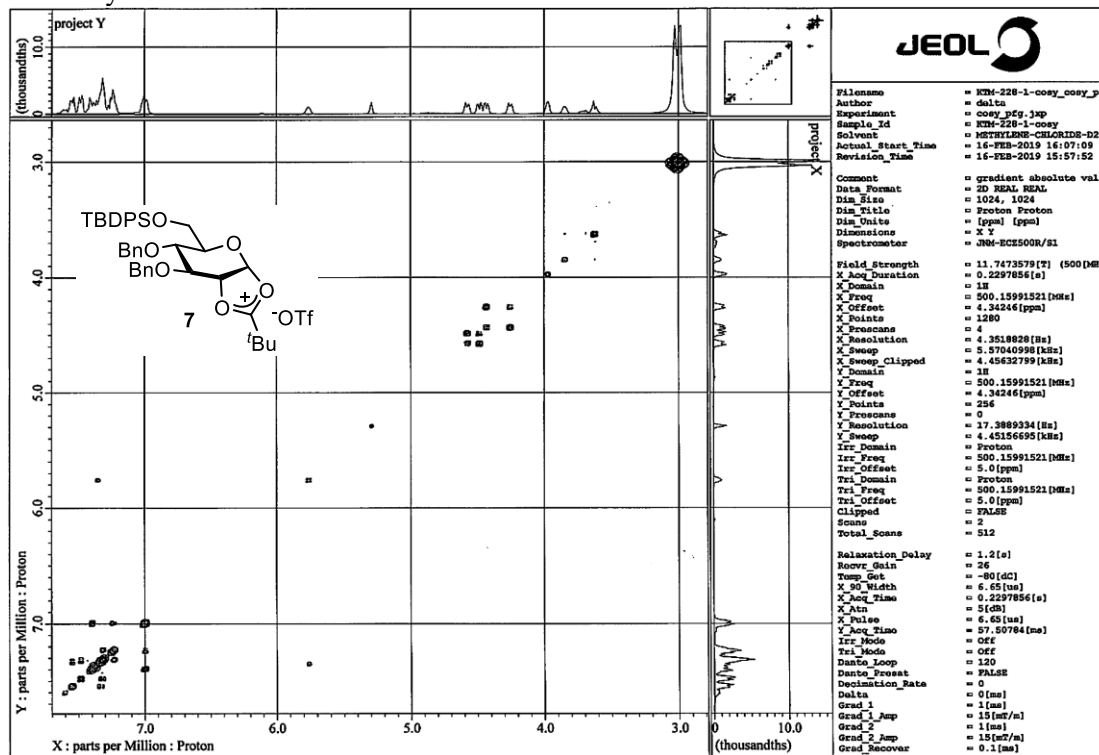 project Y
(thousandths)
10.0
0
3.0
4.0
5.0
6.0
7.0
Y : parts per Million : Proton
TBDPSO
BnO
BnO
O
O
O
+
-OTf
7
tBu
7.0
6.0
5.0
4.0
3.0
X : parts per Million : Proton
project X
0
10.0
(thousandths)
JEOL
Filename = KTM-228-1-cosy_cosy_p
Author = delta
Experiment = cosy_pfg.jxp
Sample_Id = KTM-228-1-cosy
Solvent = METHYLENE-CHLORIDE-D2
Actual_Start_Time = 16-FEB-2019 16:07:09
Revision_Time = 16-FEB-2019 15:57:52
Comment = gradient absolute val
Data_Format = 2D REAL REAL
Dim_Size = 1024, 1024
Dim_Title = Proton Proton
Dim_Units = [ppm] [ppm]
Dimensions = X Y
Spectrometer = JNM-ECZ500R/S1
Field_Strength = 11.7473579[T] (500[MH
X_Acq_Duration = 0.2297856[s]
X_Domain = 1H
X_Freq = 500.15991521[MHz]
X_Offset = 4.34246[ppm]
X_Points = 1280
X_Prescans = 4
X_Resolution = 4.3518828[Hz]
X_Sweep = 5.57040998[kHz]
X_Sweep_Clipped = 4.45632799[kHz]
Y_Domain = 1H
Y_Freq = 500.15991521[MHz]
Y_Offset = 4.34246[ppm]
Y_Points = 256
Y_Prescans = 0
Y_Resolution = 17.3889334[Hz]
Y_Sweep = 4.45156695[kHz]
Irr_Domain = Proton
Irr_Freq = 500.15991521[MHz]
Irr_Offset = 5.0[ppm]
Tri_Domain = Proton
Tri_Freq = 500.15991521[MHz]
Tri_Offset = 5.0[ppm]
Clipped = FALSE
Scans = 2
Total_Scans = 512
Relaxation_Delay = 1.2[s]
Recvr_Gain = 26
Temp_Get = -80[dC]
X_90_Width = 6.65[us]
X_Acq_Time = 0.2297856[s]
X_Atn = 5[dB]
X_Pulse = 6.65[us]
Y_Acq_Time = 57.50784[ms]
Irr_Mode = Off
Tri_Mode = Off
Dante_Loop = 120
Dante_Presat = FALSE
Decimation_Rate = 0
Delta = 0[ms]
Grad_1 = 1[ms]
Grad_1_Amp = 15[mT/m]
Grad_2 = 1[ms]
Grad_2_Amp = 15[mT/m]
Grad_Recover = 0.1[ms]